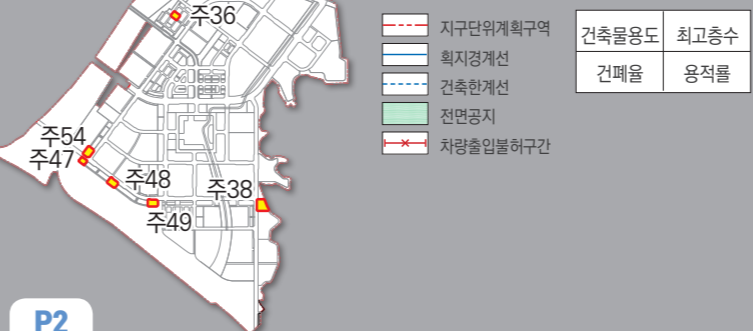 주36
주54
주47
주48
주38
주49
P2
지구단위계획구역
획지경계선
건축한계선
전면공지
차량출입불허구간
건축물용도 최고층수
건폐율 용적률